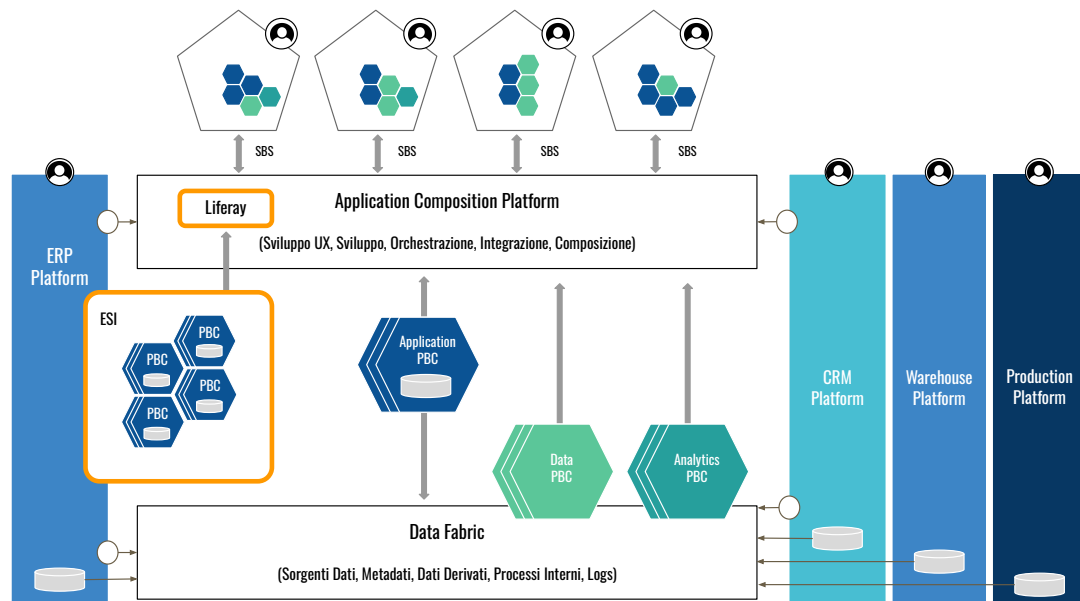 SBS
SBS
SBS
SBS
Liferay
Application Composition Platform
(Sviluppo UX, Sviluppo, Orchestrazione, Integrazione, Composizione)
ERP
Platform
ESI
PBC
PBC
PBC
PBC
Application
PBC
Data
PBC
Analytics
PBC
CRM
Platform
Warehouse
Platform
Production
Platform
Data Fabric
(Sorgenti Dati, Metadati, Dati Derivati, Processi Interni, Logs)